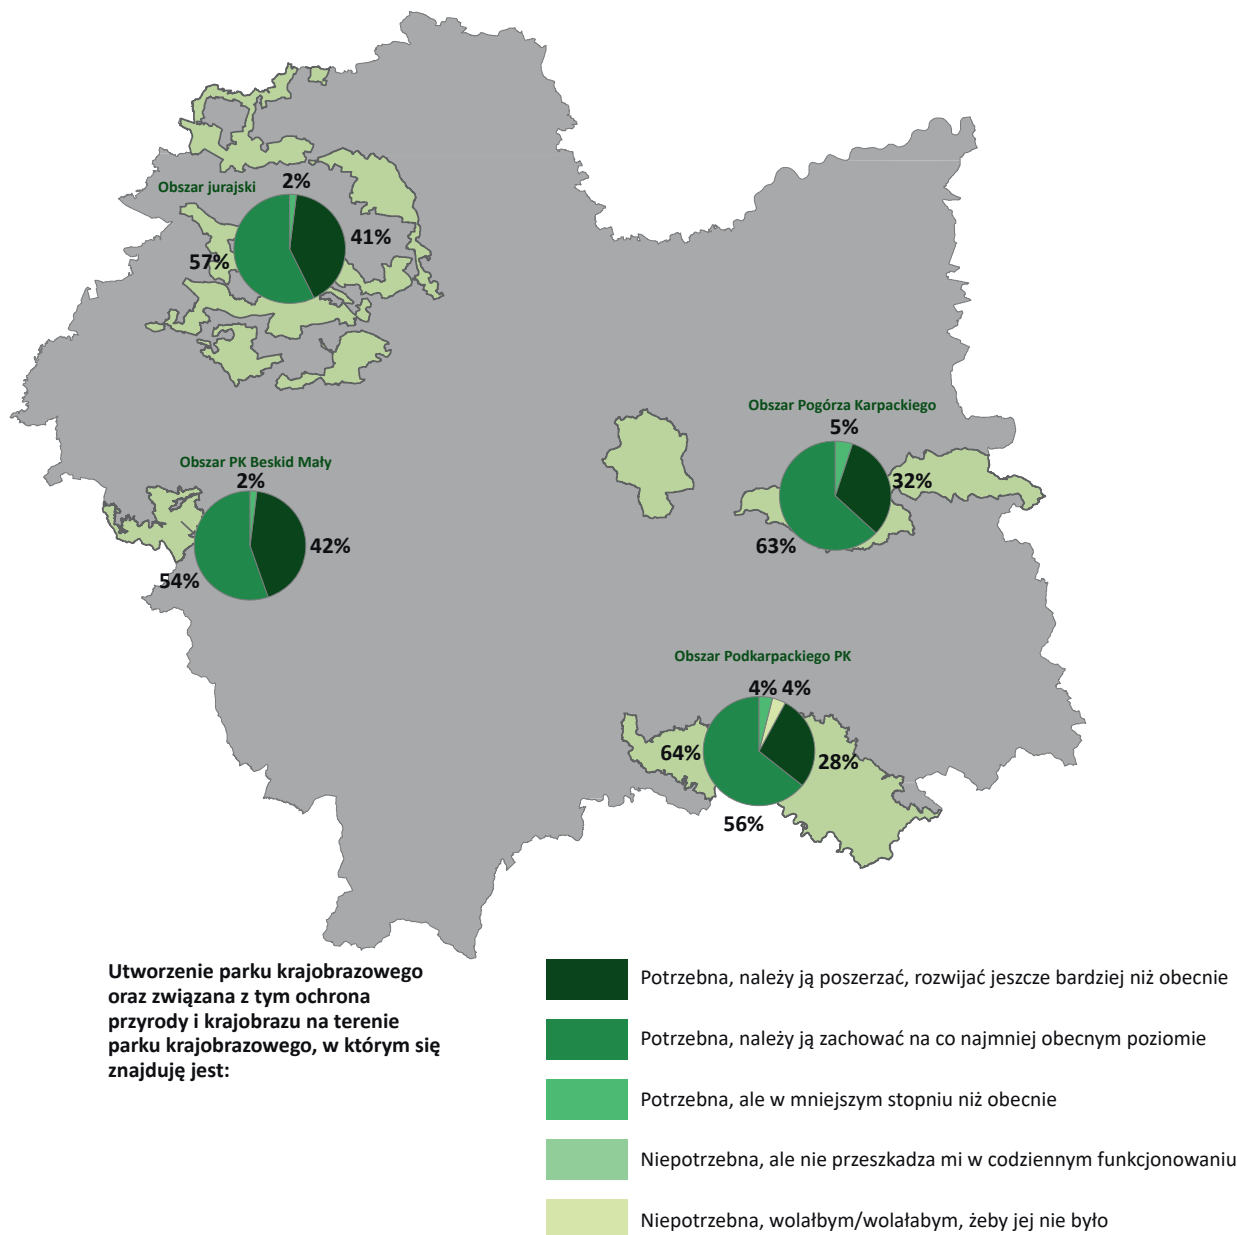 Obszar jurajski
2%
41%
57%
Obszar Pogórza Karpackiego
5%
32%
63%
Obszar PK Beskid Mały
2%
42%
54%
Obszar Podkarpackiego PK
4% 4%
64%
28%
56%
Utworzenie parku krajobrazowego
oraz związana z tym ochrona
przyrody i krajobrazu na terenie
parku krajobrazowego, w którym się
znajduję jest:
Potrzebna, należy ją poszerzać, rozwijać jeszcze bardziej niż obecnie
Potrzebna, należy ją zachować na co najmniej obecnym poziomie
Potrzebna, ale w mniejszym stopniu niż obecnie
Niepotrzebna, ale nie przeszkadza mi w codziennym funkcjonowaniu
Niepotrzebna, wolałbym/wolałabym, żeby jej nie było